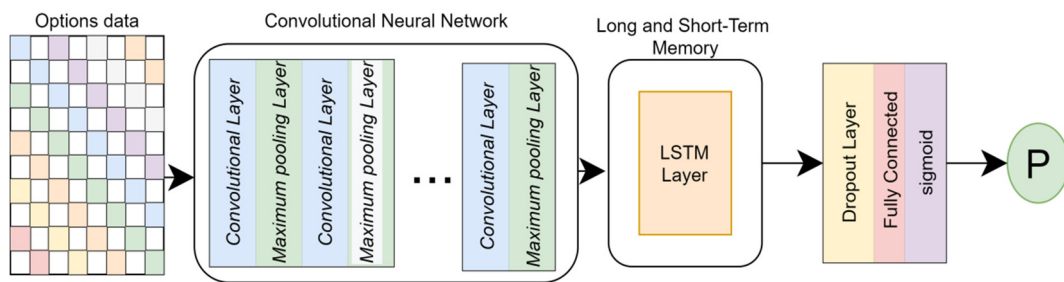 Options data
Convolutional Neural Network
Long and Short-Term
Memory
Convolutional Layer
Maximum pooling Layer
Convolutional Layer
Maximum pooling Layer
...
Convolutional Layer
Maximum pooling Layer
LSTM
Layer
Dropout Layer
Fully Connected
sigmoid
P